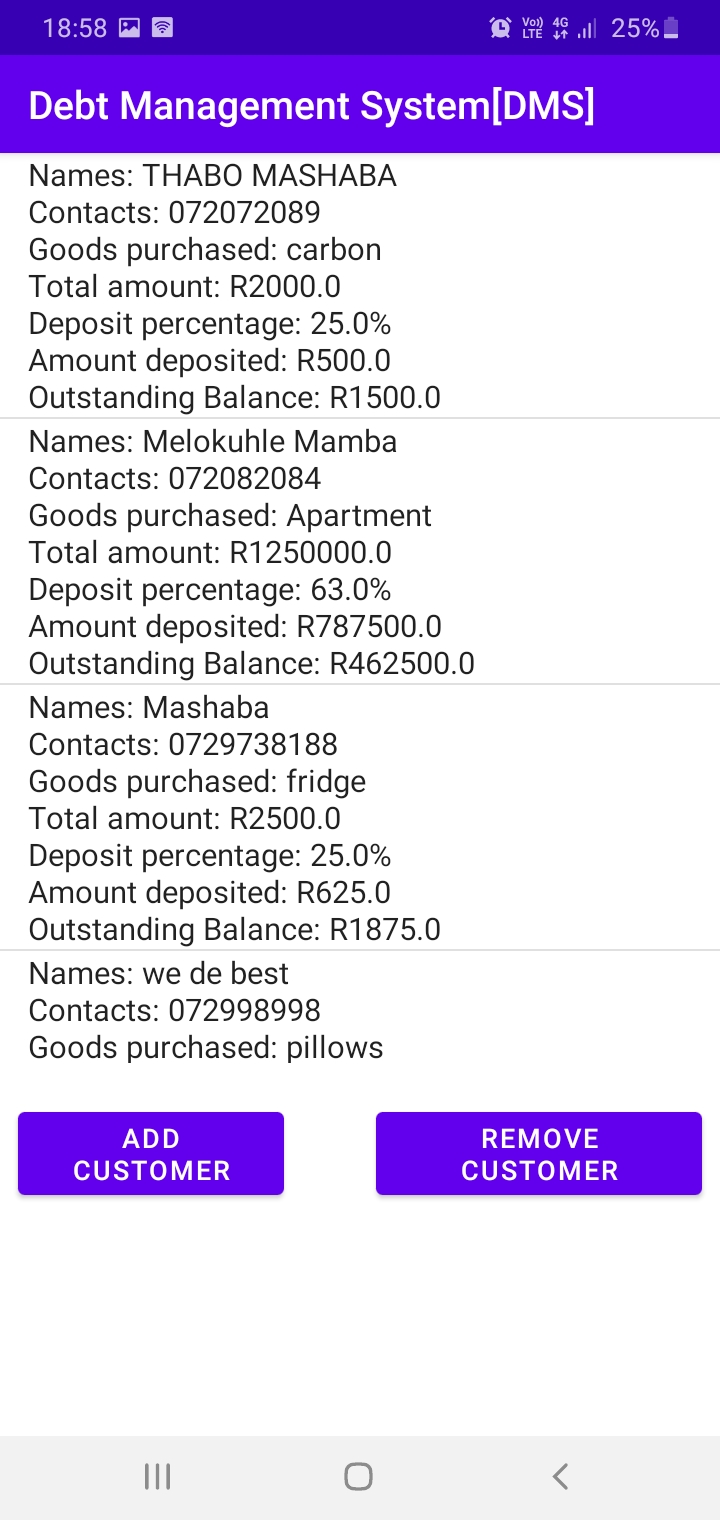 18:58 Vo)) LTE 4G 25%
Debt Management System[DMS]
Names: THABO MASHABA
Contacts: 072072089
Goods purchased: carbon
Total amount: R2000.0
Deposit percentage: 25.0%
Amount deposited: R500.0
Outstanding Balance: R1500.0
Names: Melokuhle Mamba
Contacts: 072082084
Goods purchased: Apartment
Total amount: R1250000.0
Deposit percentage: 63.0%
Amount deposited: R787500.0
Outstanding Balance: R462500.0
Names: Mashaba
Contacts: 0729738188
Goods purchased: fridge
Total amount: R2500.0
Deposit percentage: 25.0%
Amount deposited: R625.0
Outstanding Balance: R1875.0
Names: we de best
Contacts: 072998998
Goods purchased: pillows
ADD
CUSTOMER
REMOVE
CUSTOMER